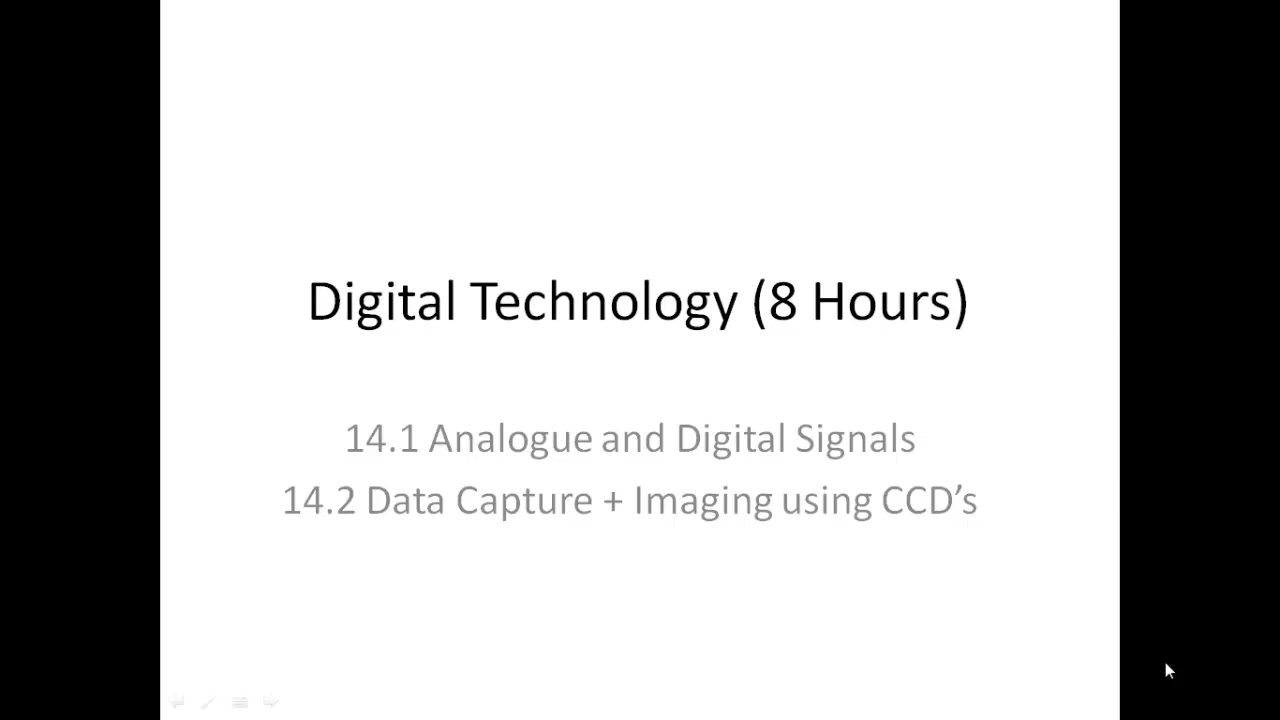 Digital Technology (8 Hours)
14.1 Analogue and Digital Signals
14.2 Data Capture + Imaging using CCD’s